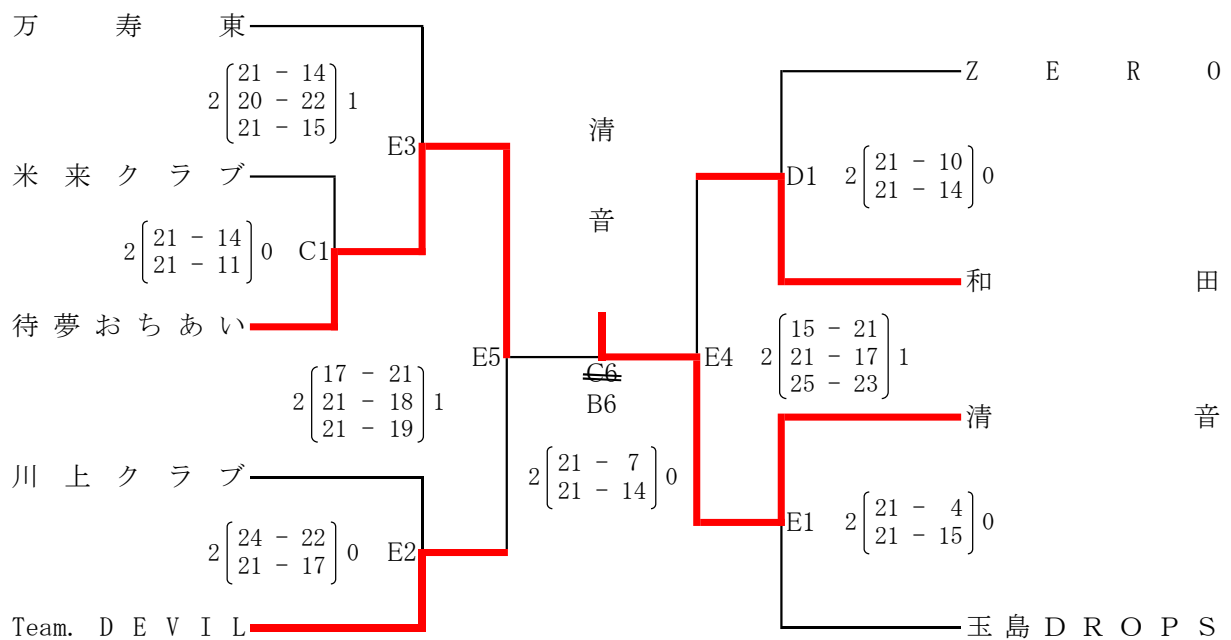 万寿東
2 21 - 14 1
20 - 22
21 - 15
E3
米来クラブ
2 21 - 14 0
21 - 11
C1
待夢おちあい
2 17 - 21 1
21 - 18
21 - 19
E5
川上クラブ
2 24 - 22 0
21 - 17
E2
Team. DEVIL
清音
C6
B6
2 21 - 7 0
21 - 14
ZERO
D1
2 21 - 10 0
21 - 14
和田
E4
2 15 - 21 1
21 - 17
25 - 23
清音
E1
2 21 - 4 0
21 - 15
玉島DROPS